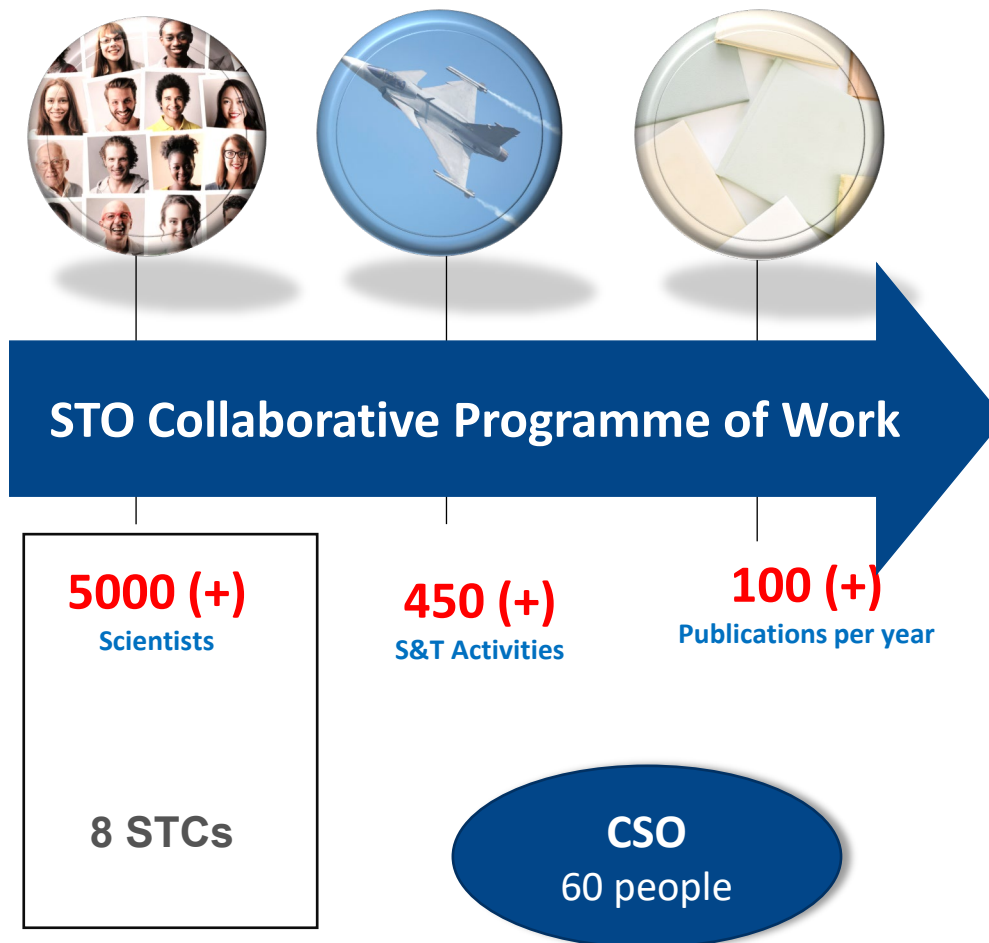 STO Collaborative Programme of Work
5000 (+)
Scientists
450 (+)
S&T Activities
100 (+)
Publications per year
8 STCs
CSO
60 people